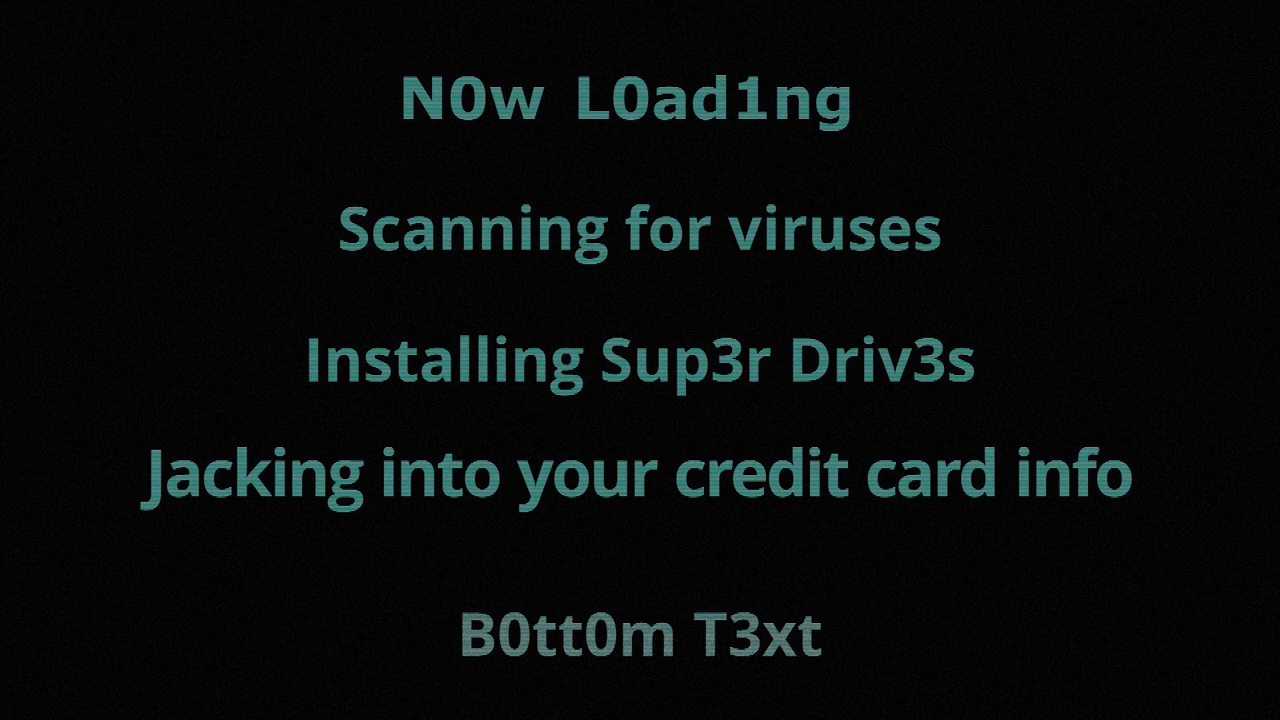 N0w L0ad1ng
Scanning for viruses
Installing Sup3r Driv3s
Jacking into your credit card info
B0tt0m T3xt